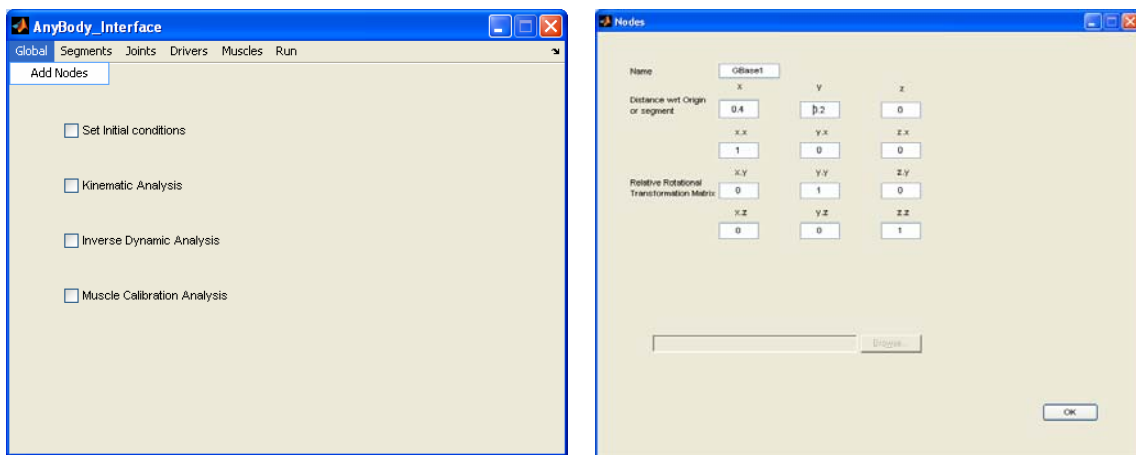 AnyBody_Interface
Global Segments Joints Drivers Muscles Run
Add Nodes
Set Initial conditions
Kinematic Analysis
Inverse Dynamic Analysis
Muscle Calibration Analysis
Nodes
Name GBase1
x y z
Distance wrt Origin
or segment
0.4 0.2 0
x.x y.x z.x
1 0 0
x.y y.y z.y
Relative Rotational
Transformation Matrix
0 1 0
x.z y.z z.z
0 0 1
Browse...
OK